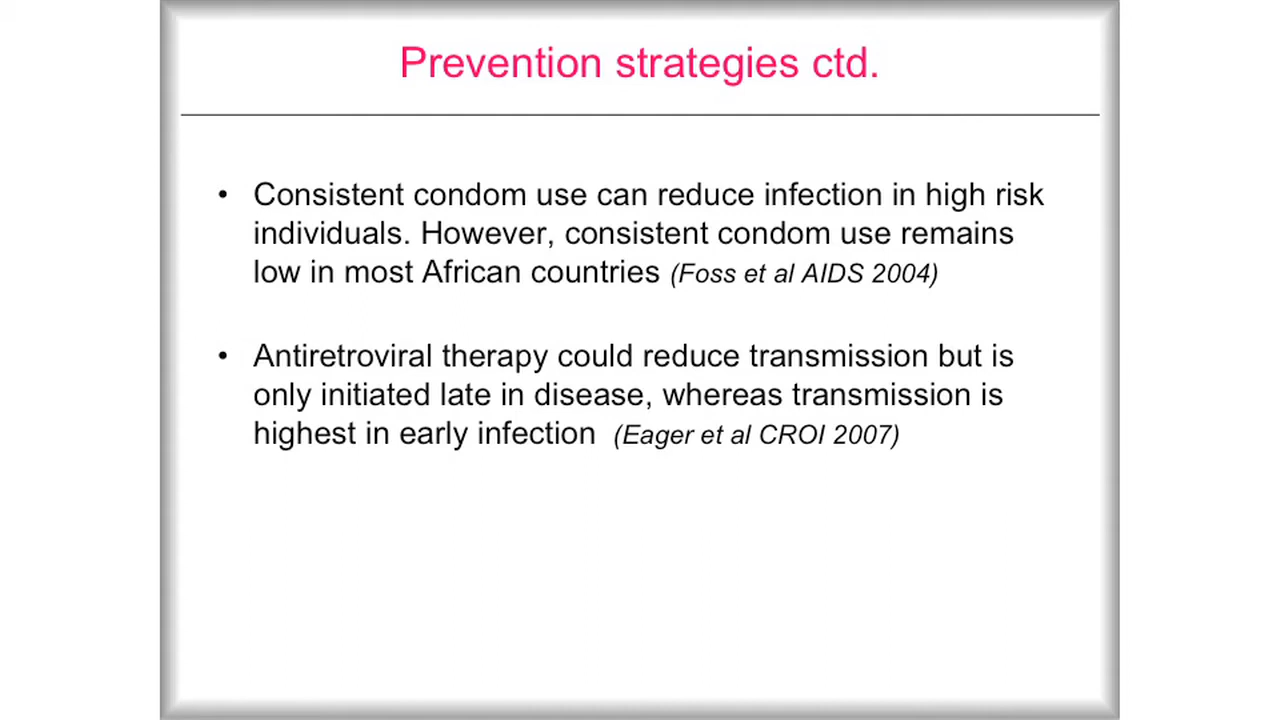 Prevention strategies ctd.
• Consistent condom use can reduce infection in high risk
individuals. However, consistent condom use remains
low in most African countries (Foss et al AIDS 2004)
• Antiretroviral therapy could reduce transmission but is
only initiated late in disease, whereas transmission is
highest in early infection (Eager et al CROI 2007)